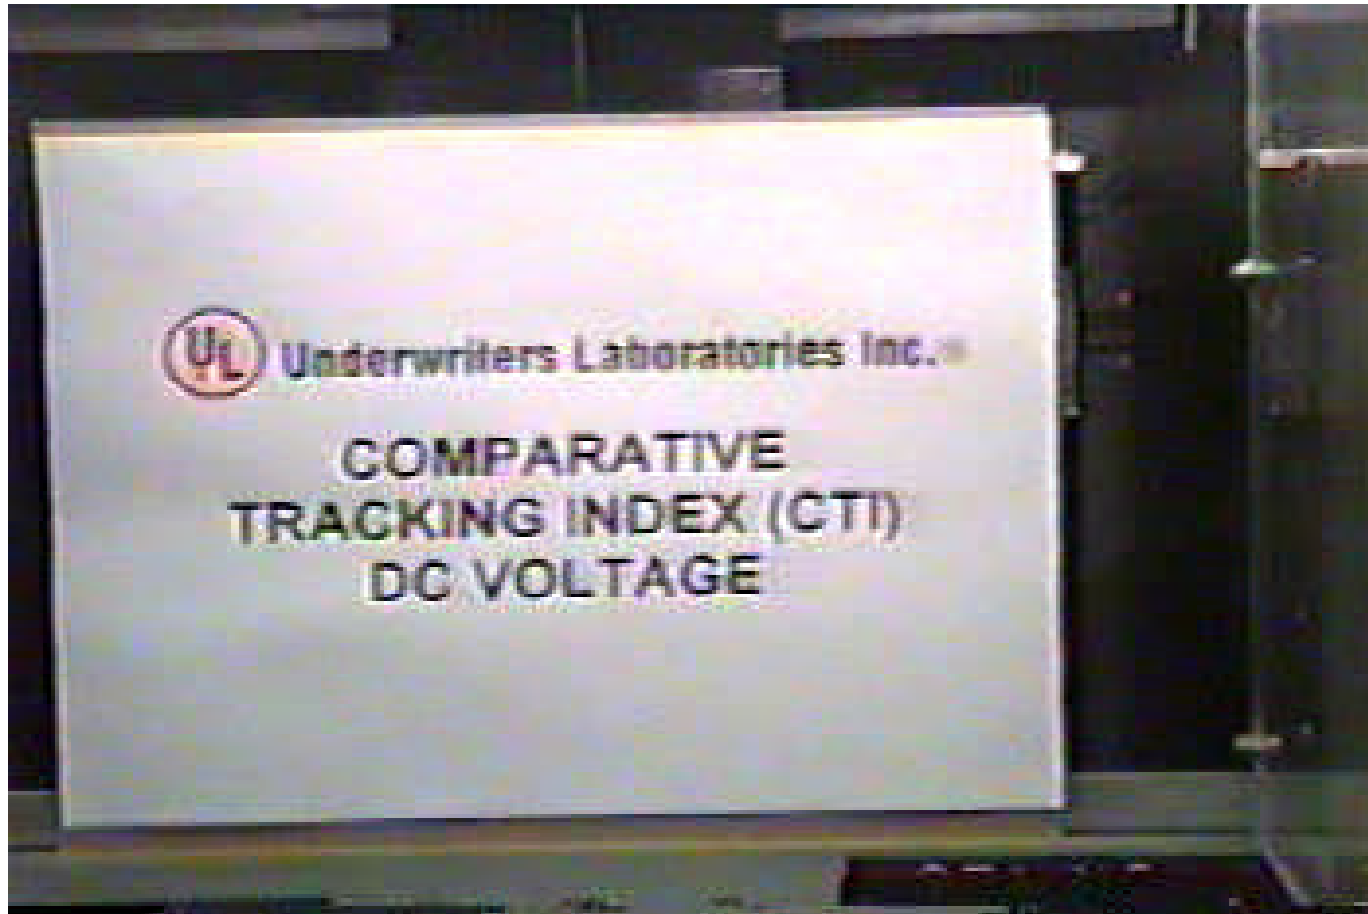 UL Underwriters Laboratories Inc.
COMPARATIVE
TRACKING INDEX (CTI)
DC VOLTAGE